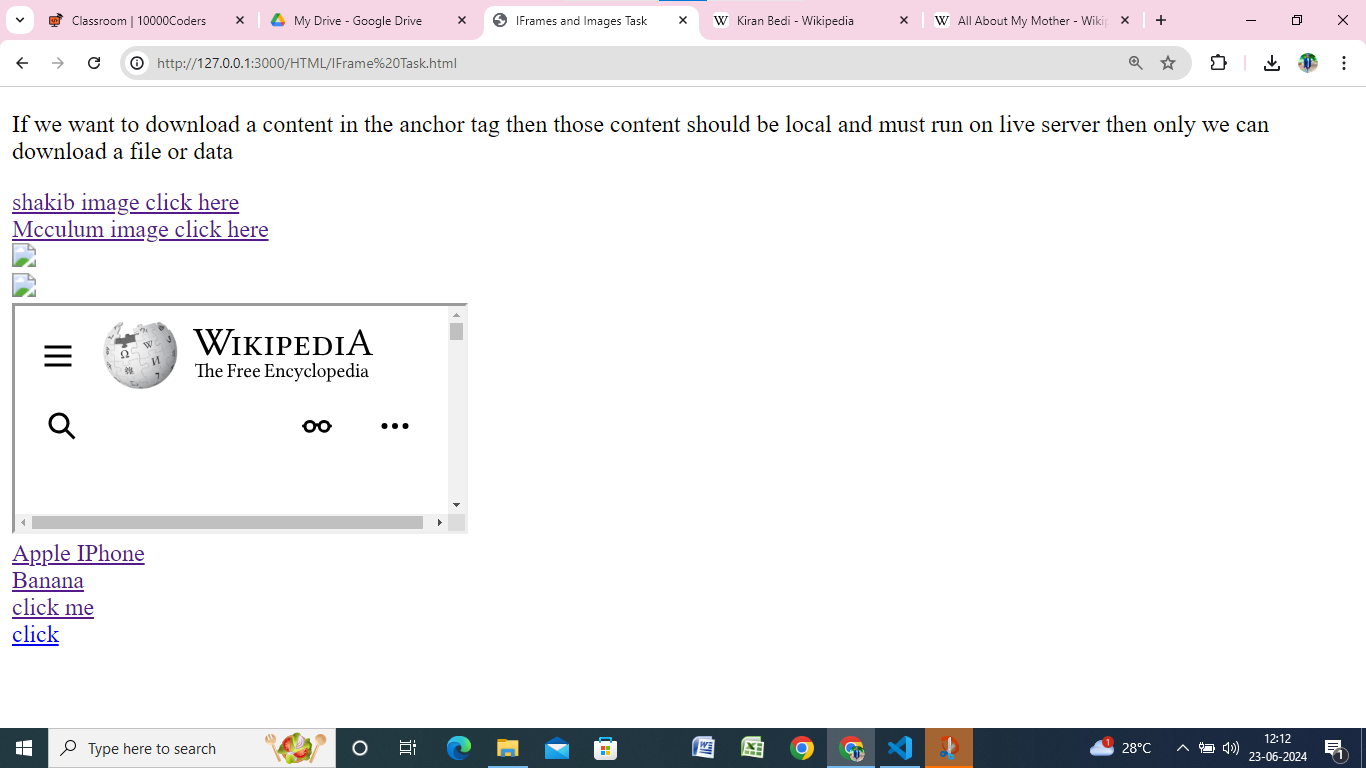 Classroom | 10000Coders
My Drive - Google Drive
IFrames and Images Task
Kiran Bedi - Wikipedia
All About My Mother - Wiki
http://127.0.0.1:3000/HTML/IFrame%20Task.html
If we want to download a content in the anchor tag then those content should be local and must run on live server then only we can
download a file or data
shakib image click here
Mcculum image click here
WIKIPEDIA
The Free Encyclopedia
Apple IPhone
Banana
click me
click
Type here to search
1
28°C
12:12
23-06-2024
1